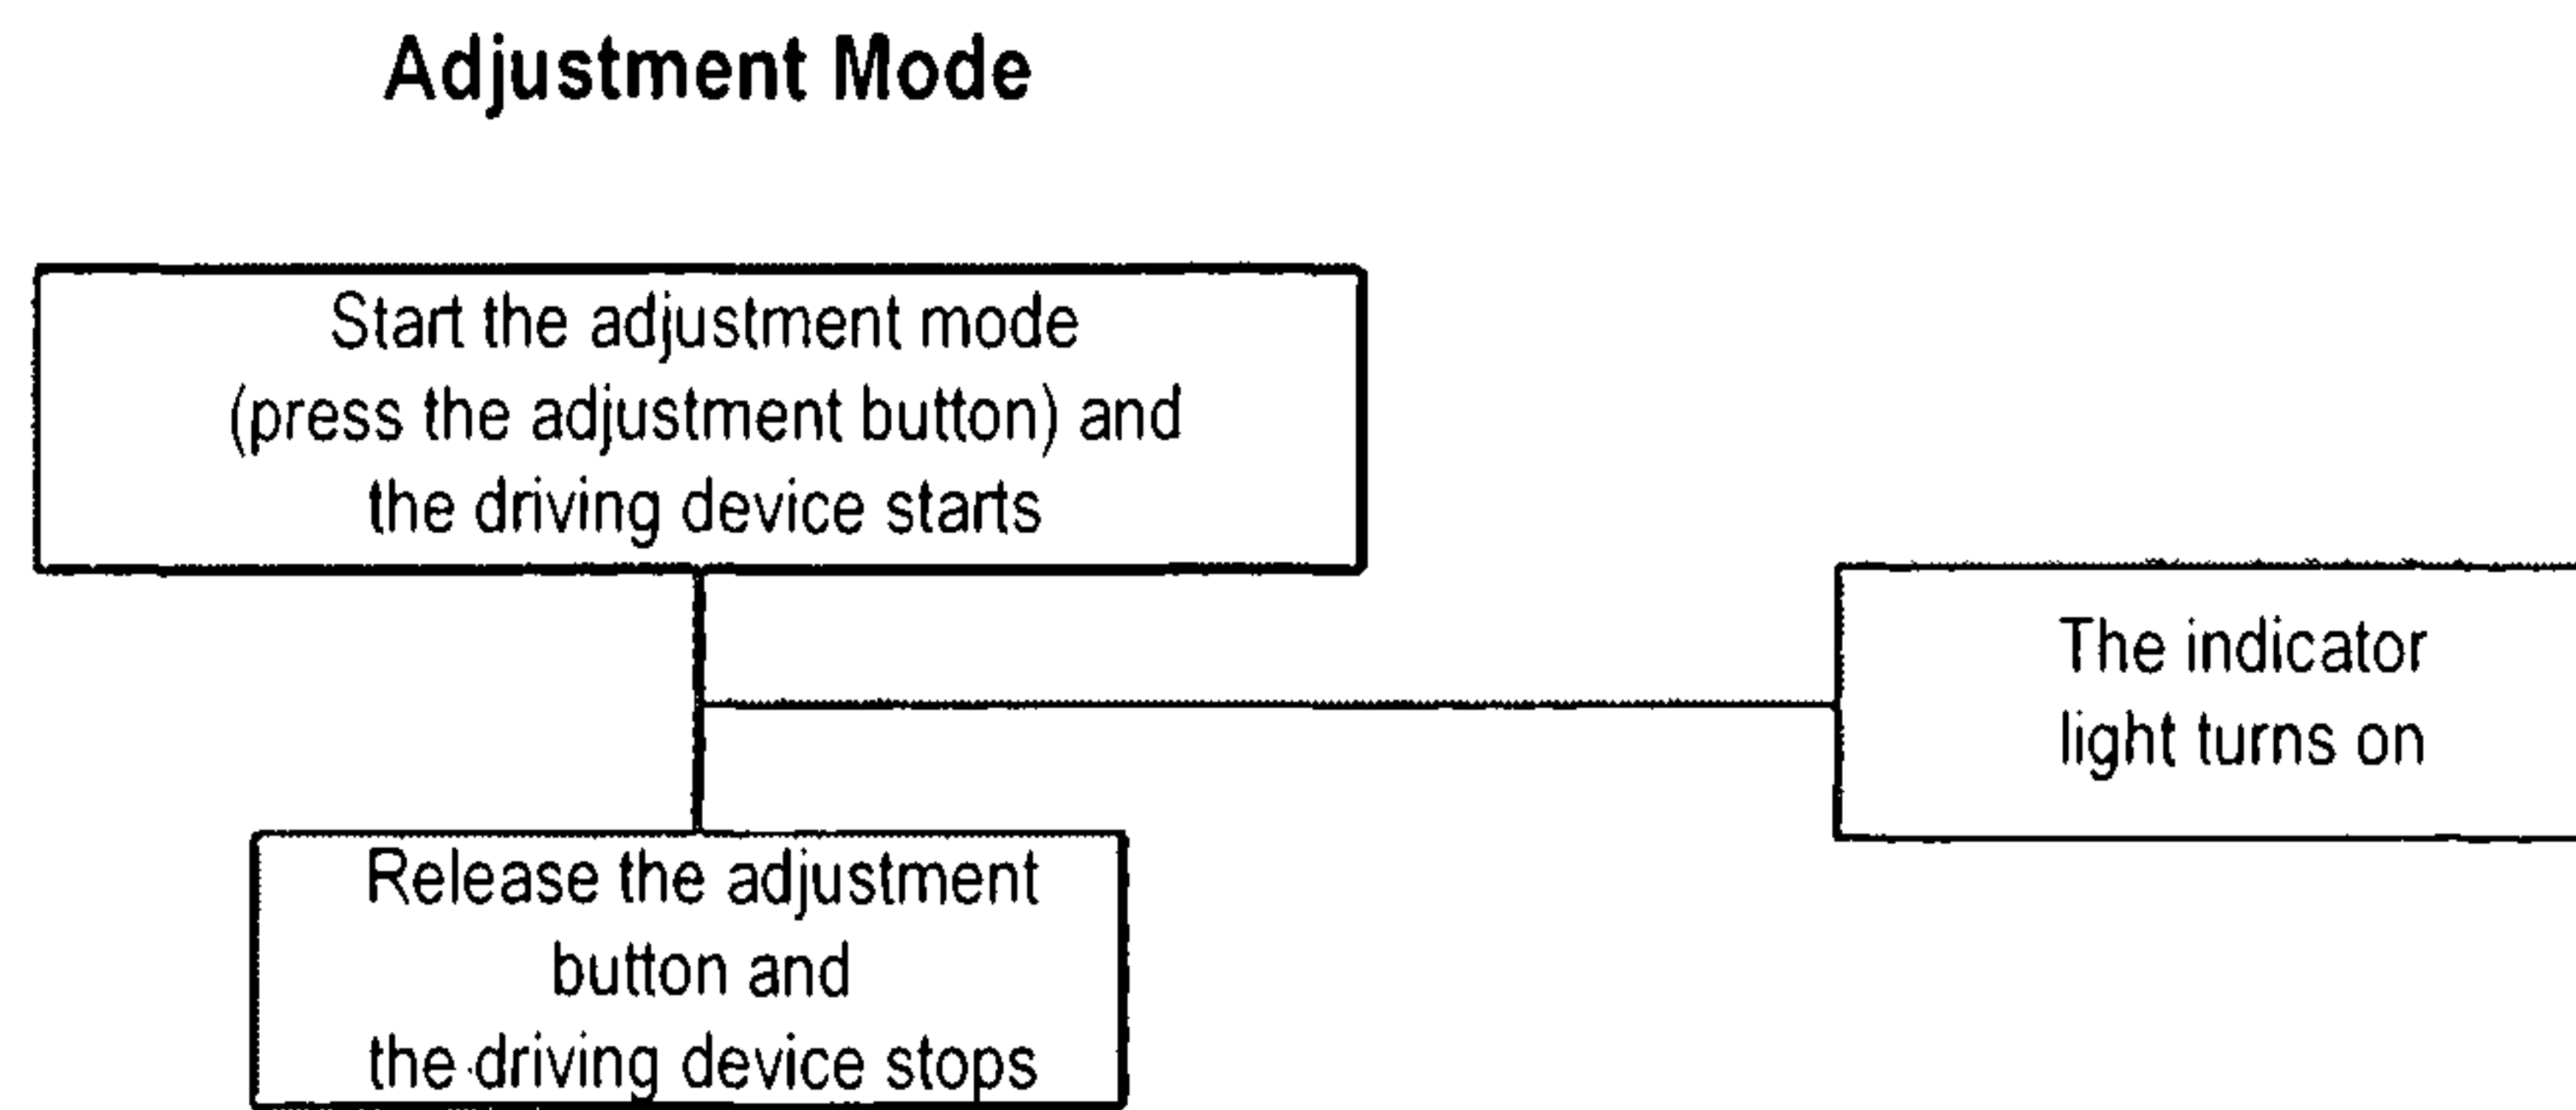 Adjustment Mode
Start the adjustment mode
(press the adjustment button) and
the driving device starts
The indicator
light turns on
Release the adjustment
button and
the driving device stops